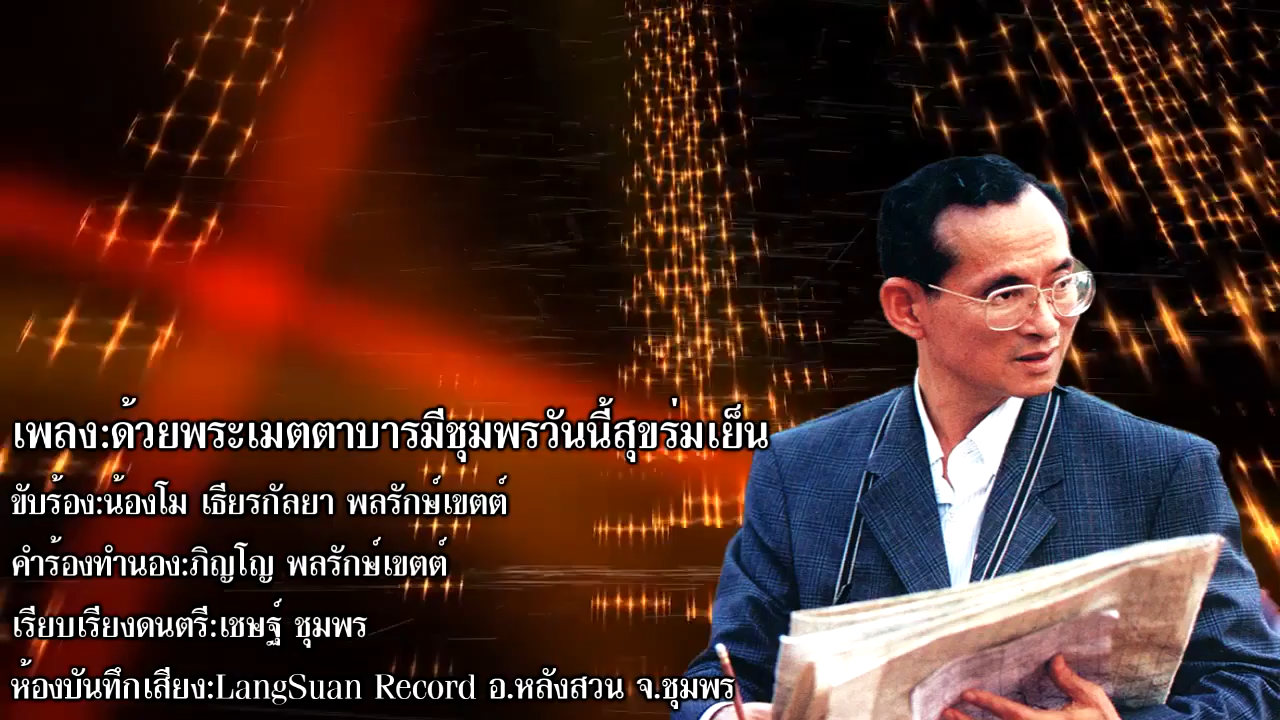 เพลง:ด้วยพระเมตตาบารมีชุมพรวันนี้สุขร่มเย็น
ขับร้อง:น้องโม เธียรกัลยา พลรักษ์เขตต์
คำร้องทำนอง:ภิญโญ พลรักษ์เขตต์
เรียบเรียงดนตรี:เชษฐ์ ชุมพร
ห้องบันทึกเสียง:LangSuan Record อ.หลังสวน จ.ชุมพร